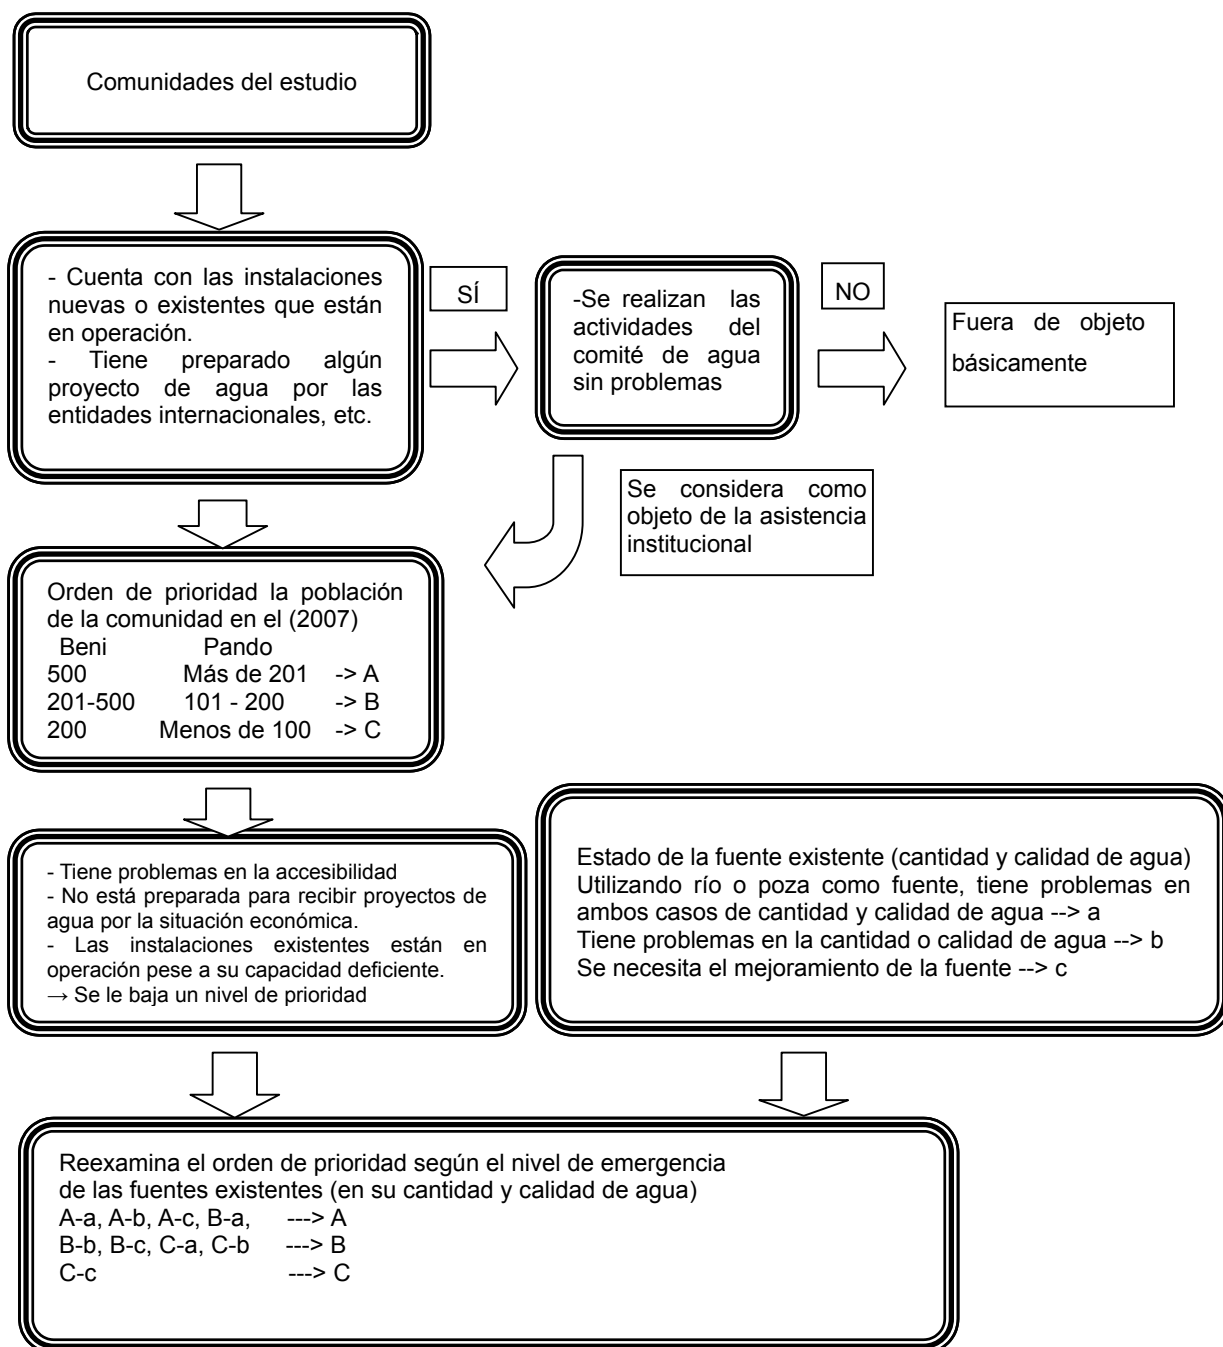 Comunidades del estudio
- Cuenta con las instalaciones
nuevas o existentes que están
en operación.
- Tiene preparado algún
proyecto de agua por las
entidades internacionales, etc.
SÍ
-Se realizan las
actividades del
comité de agua
sin problemas
NO
Fuera de objeto
básicamente
Se considera como
objeto de la asistencia
institucional
Orden de prioridad la población
de la comunidad en el (2007)
Beni Pando
500 Más de 201 -> A
201-500 101 - 200 -> B
200 Menos de 100 -> C
- Tiene problemas en la accesibilidad
- No está preparada para recibir proyectos de
agua por la situación económica.
- Las instalaciones existentes están en
operación pese a su capacidad deficiente.
→ Se le baja un nivel de prioridad
Estado de la fuente existente (cantidad y calidad de agua)
Utilizando río o poza como fuente, tiene problemas en
ambos casos de cantidad y calidad de agua --> a
Tiene problemas en la cantidad o calidad de agua --> b
Se necesita el mejoramiento de la fuente --> c
Reexamina el orden de prioridad según el nivel de emergencia
de las fuentes existentes (en su cantidad y calidad de agua)
A-a, A-b, A-c, B-a, ---> A
B-b, B-c, C-a, C-b ---> B
C-c ---> C